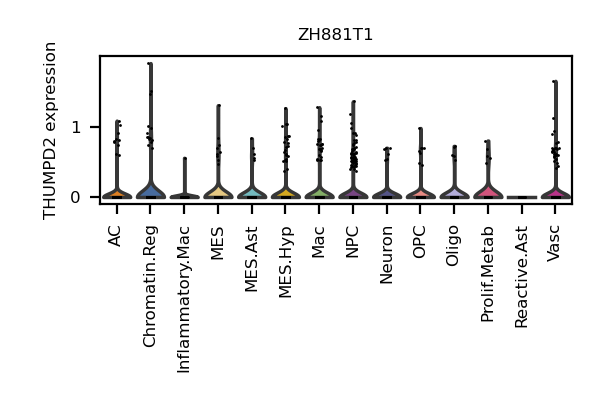 ZH881T1
THUMPD2 expression
1
0
AC
Chromatin.Reg
Inflammatory.Mac
MES
MES.Ast
MES.Hyp
Mac
NPC
Neuron
OPC
Oligo
Prolif.Metab
Reactive.Ast
Vasc